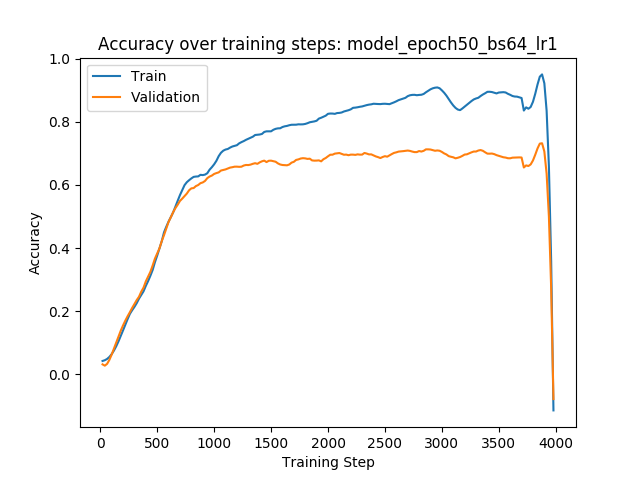 Accuracy over training steps: model_epoch50_bs64_lr1
Train
Validation
1.0
0.8
0.6
0.4
0.2
0.0
Accuracy
0 500 1000 1500 2000 2500 3000 3500 4000
Training Step